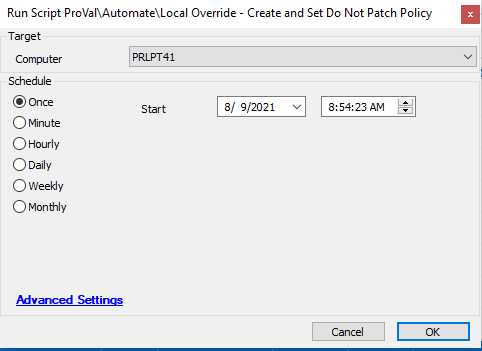 Run Script ProVal\Automate\Local Override - Create and Set Do Not Patch Policy
x
Target
Computer PRLPT41
Schedule
Once Start 8/ 9/2021 8:54:23 AM
Minute
Hourly
Daily
Weekly
Monthly
Advanced Settings
Cancel OK